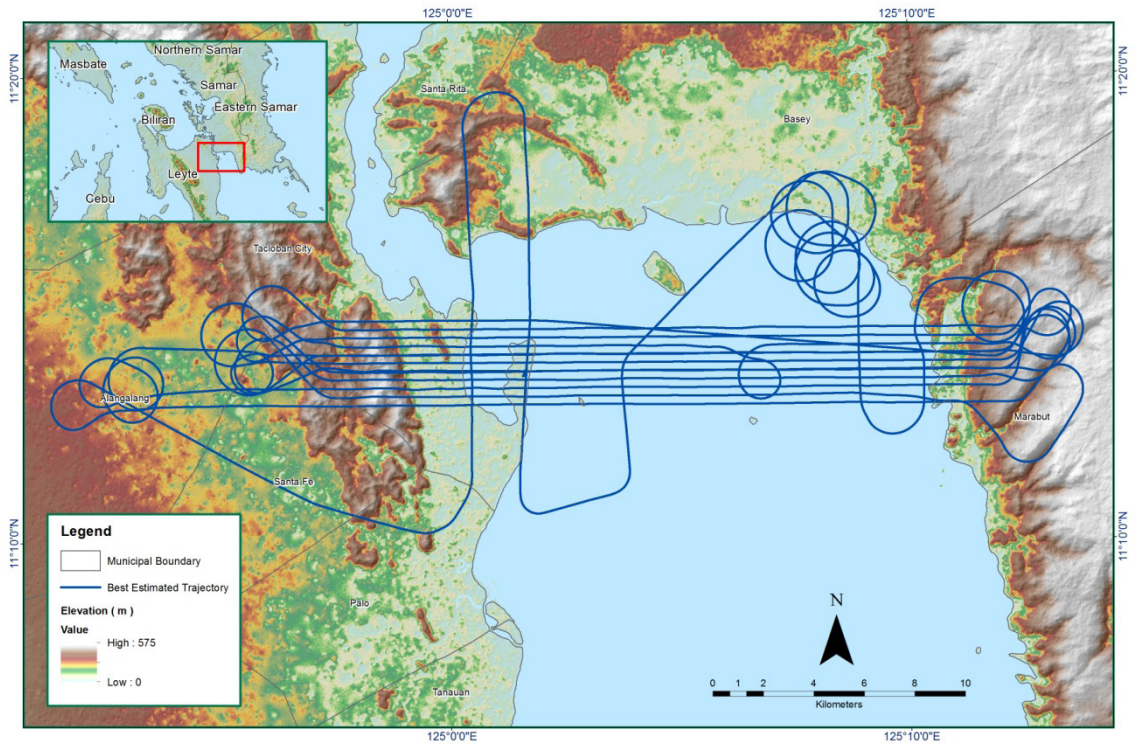 125°0'0"E
125°10'0"E
11°20'0"N
11°20'0"N
Northern Samar
Masbate
Samar
Eastern Samar
Biliran
Leyte
Cebu
Santa Rita
Basey
Tacloban City
Alangalang
Marabut
Santa Fe
Palo
Tanauan
11°10'0"N
11°10'0"N
Legend
Municipal Boundary
Best Estimated Trajectory
Elevation ( m )
Value
High : 575
Low : 0
N
0 1 2 4 6 8 10
Kilometers
125°0'0"E
125°10'0"E